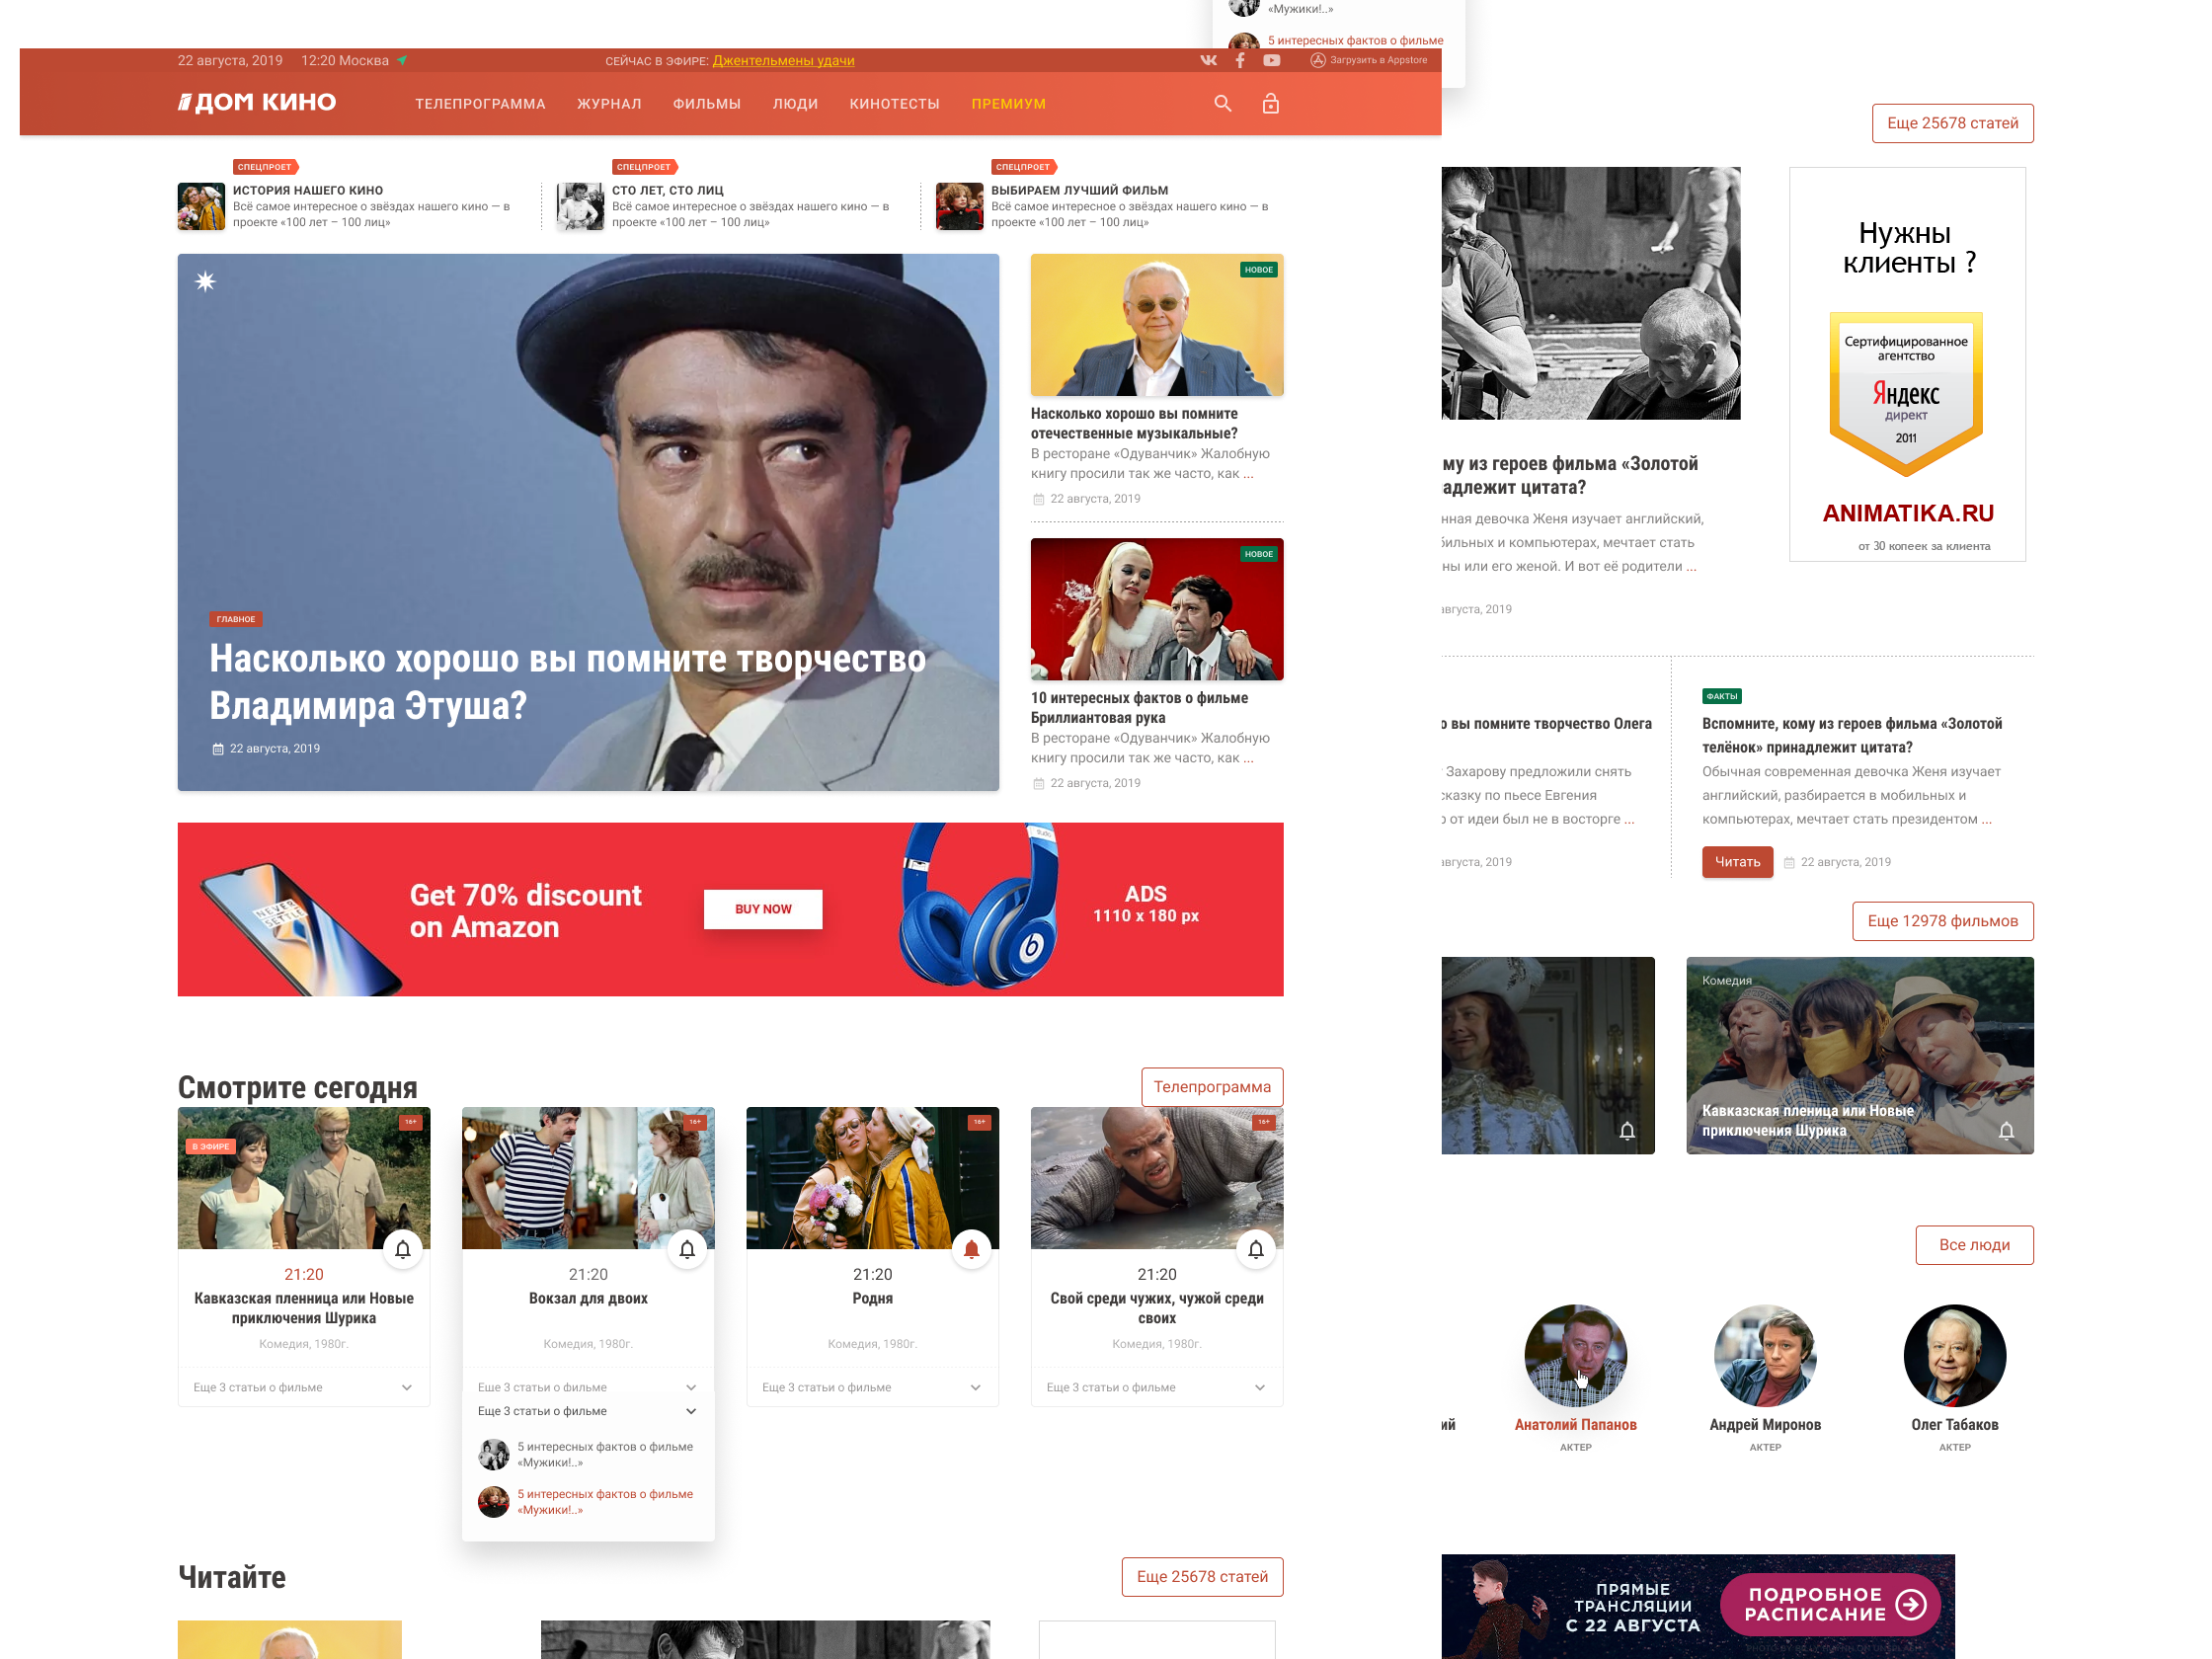 «Мужики!..»
5 интересных фактов о фильме
22 августа, 2019
12:20 Москва
СЕЙЧАС В ЭФИРЕ: Джентельмены удачи
Загрузить в Appstore
ДОМ КИНО
ТЕЛЕПРОГРАММА
ЖУРНАЛ
ФИЛЬМЫ
ЛЮДИ
КИНОТЕСТЫ
ПРЕМИУМ
СПЕЦПРОЕТ
ИСТОРИЯ НАШЕГО КИНО
Всё самое интересное о звёздах нашего кино — в
проекте «100 лет – 100 лиц»
СПЕЦПРОЕТ
СТО ЛЕТ, СТО ЛИЦ
Всё самое интересное о звёздах нашего кино — в
проекте «100 лет – 100 лиц»
СПЕЦПРОЕТ
ВЫБИРАЕМ ЛУЧШИЙ ФИЛЬМ
Всё самое интересное о звёздах нашего кино — в
проекте «100 лет – 100 лиц»
ГЛАВНОЕ
Насколько хорошо вы помните творчество
Владимира Этуша?
22 августа, 2019
НОВОЕ
Насколько хорошо вы помните
отечественные музыкальные?
В ресторане «Одуванчик» Жалобную
книгу просили так же часто, как ...
22 августа, 2019
НОВОЕ
10 интересных фактов о фильме
Бриллиантовая рука
В ресторане «Одуванчик» Жалобную
книгу просили так же часто, как ...
22 августа, 2019
NEVER
SETTLE
Get 70% discount
on Amazon
BUY NOW
ADS
1110 x 180 px
Смотрите сегодня
Телепрограмма
В ЭФИРЕ
16+
21:20
Кавказская пленница или Новые
приключения Шурика
Комедия, 1980г.
Еще 3 статьи о фильме
16+
21:20
Вокзал для двоих
Комедия, 1980г.
Еще 3 статьи о фильме
Еще 3 статьи о фильме
5 интересных фактов о фильме
«Мужики!..»
5 интересных фактов о фильме
«Мужики!..»
16+
21:20
Родня
Комедия, 1980г.
Еще 3 статьи о фильме
16+
21:20
Свой среди чужих, чужой среди
своих
Комедия, 1980г.
Еще 3 статьи о фильме
Читайте
Еще 25678 статей
Еще 25678 статей
му из героев фильма «Золотой
адлежит цитата?
нная девочка Женя изучает английский,
бильных и компьютерах, мечтает стать
ны или его женой. И вот её родители ...
августа, 2019
Нужны
клиенты ?
Сертифицированное
агентство
Яндекс
директ
2011
ANIMATIKA.RU
от 30 копеек за клиента
о вы помните творчество Олега
Захарову предложили снять
сказку по пьесе Евгения
о от идеи был не в восторге ...
августа, 2019
ФАКТЫ
Вспомните, кому из героев фильма «Золотой
телёнок» принадлежит цитата?
Обычная современная девочка Женя изучает
английский, разбирается в мобильных и
компьютерах, мечтает стать президентом ...
Читать
22 августа, 2019
Еще 12978 фильмов
Комедия
Кавказская пленица или Новые
приключения Шурика
Все люди
ий
Анатолий Папанов
АКТЕР
Андрей Миронов
АКТЕР
Олег Табаков
АКТЕР
ПРЯМЫЕ
ТРАНСЛЯЦИИ
С 22 АВГУСТА
ПОДРОБНОЕ
РАСПИСАНИЕ